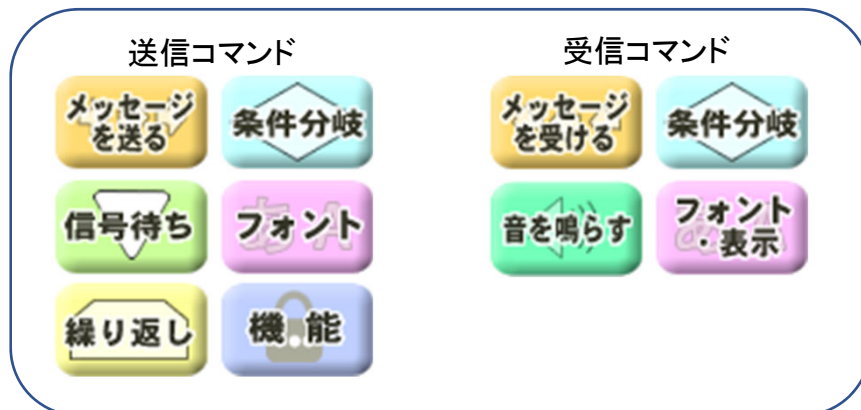 送信コマンド
メッセージ
を送る
条件分岐
信号待ち
フォント
繰り返し
機能
受信コマンド
メッセージ
を受ける
条件分岐
音を鳴らす
フォント
・表示